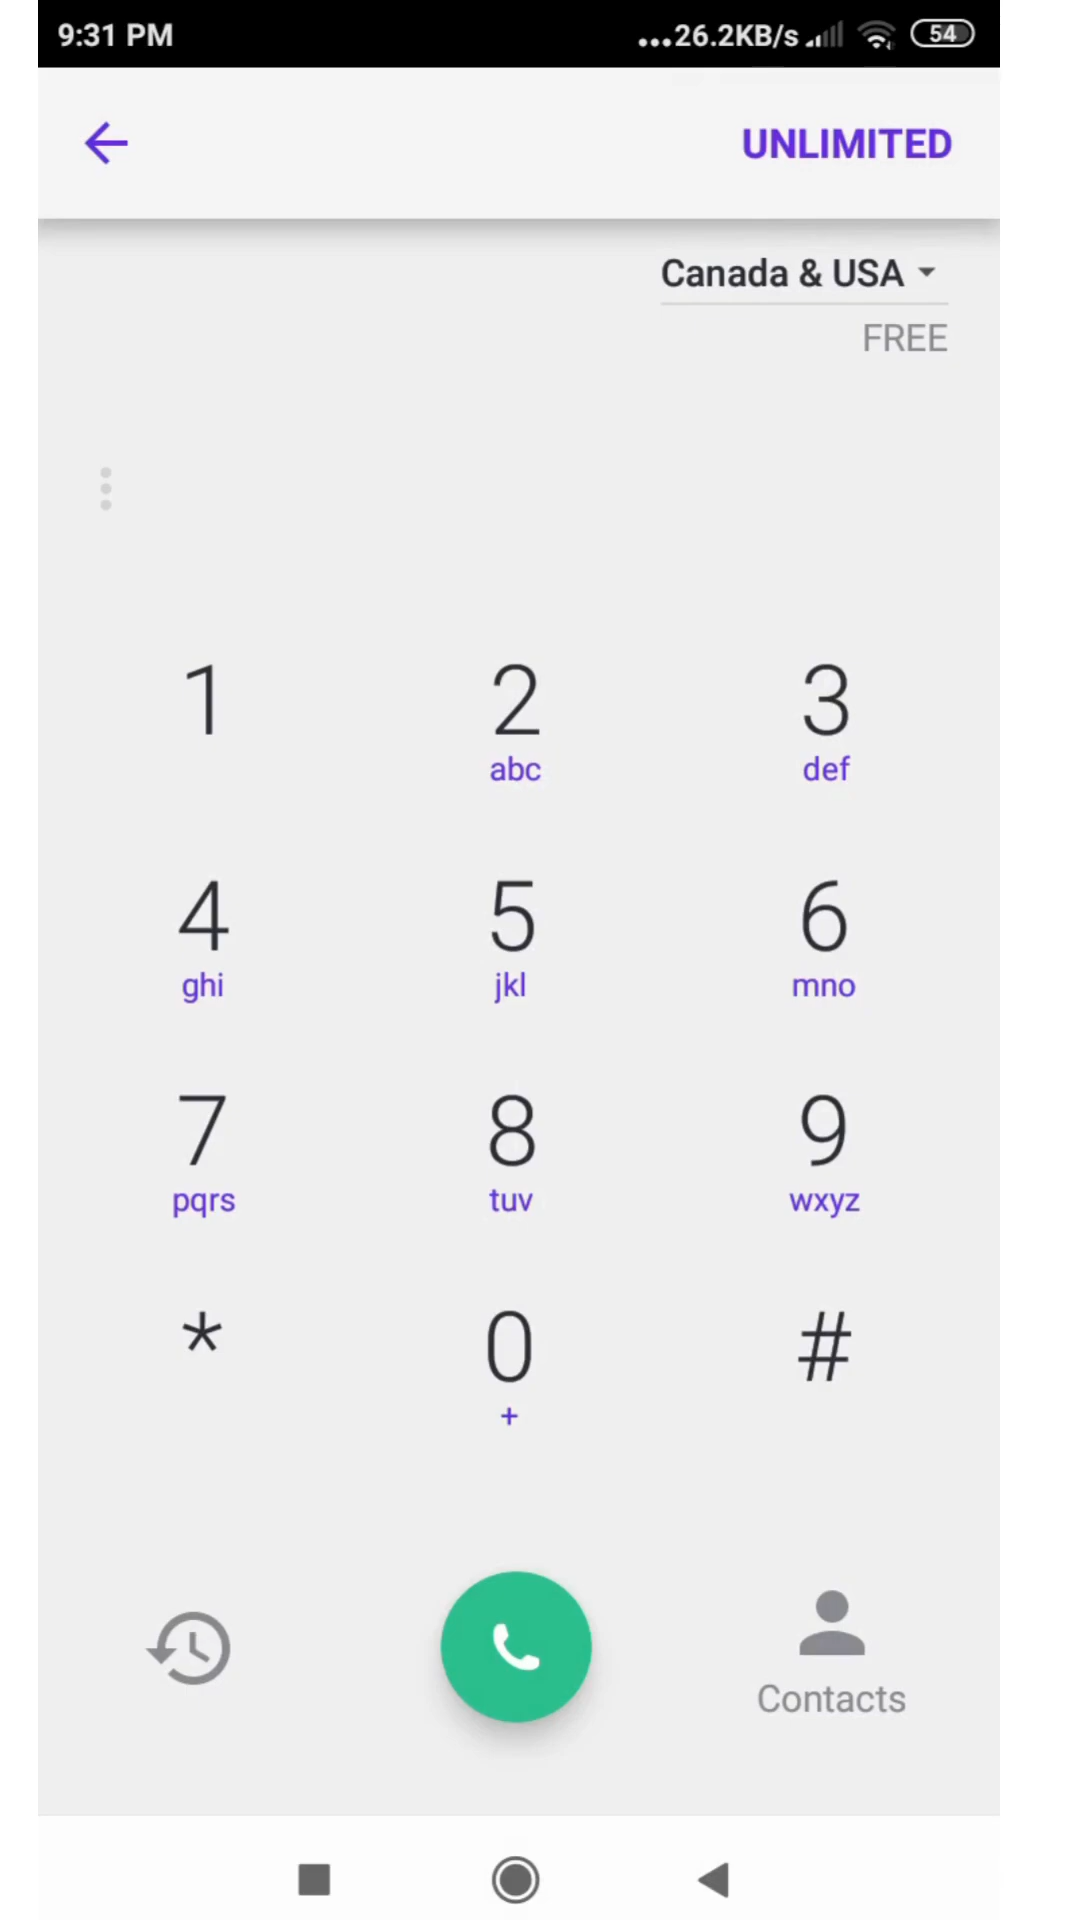 9:31 PM ...26.2KB/s 54
UNLIMITED
Canada & USA
FREE
1 2 3
abc def
4 5 6
ghi jkl mno
7 8 9
pqrs tuv wxyz
* 0 #
+
Contacts